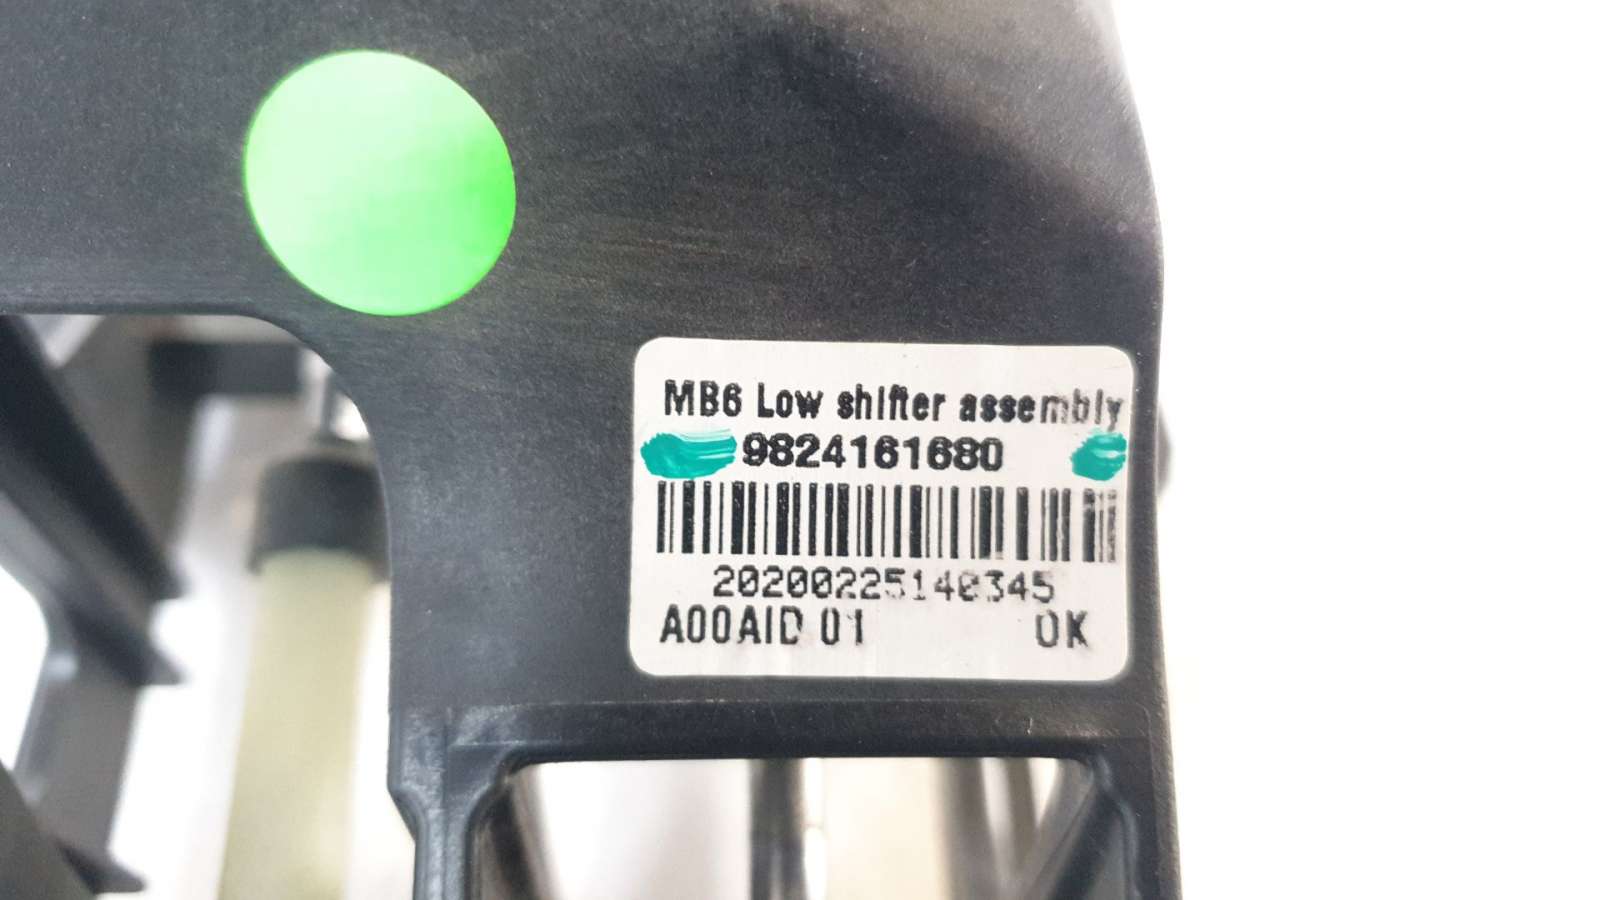 MB6 Low shifter assembly
9824161680
20200225140345
A00AID 01 OK